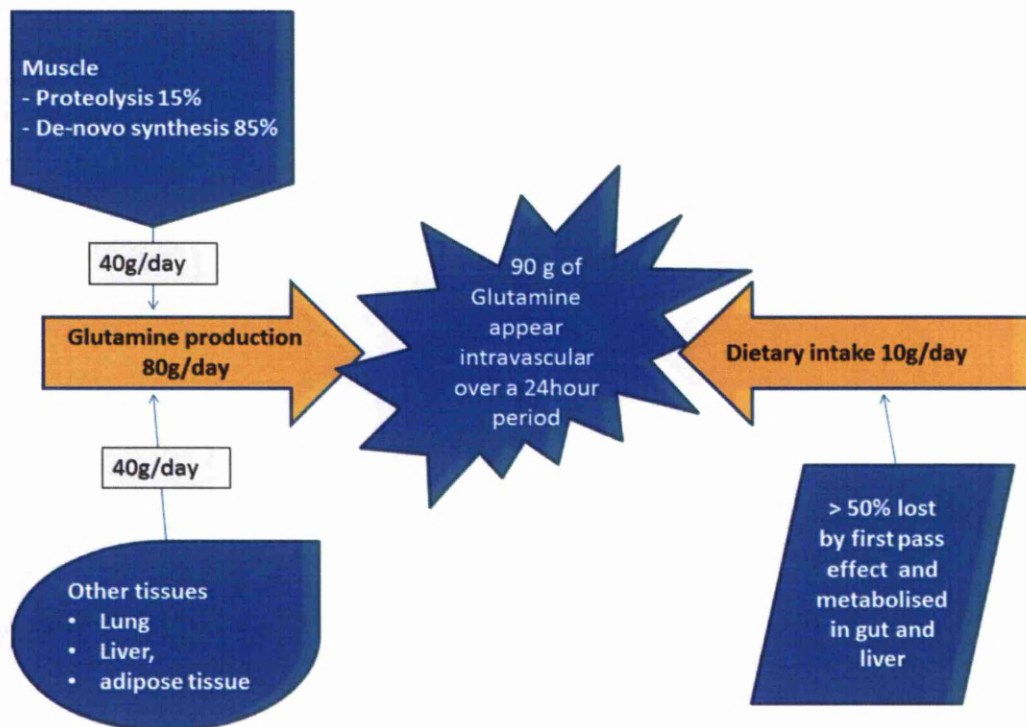 Muscle
- Proteolysis 15%
- De-novo synthesis 85%
40g/day
Glutamine production
80g/day
40g/day
Other tissues
• Lung
• Liver,
• adipose tissue
90 g of
Glutamine
appear
intravascular
over a 24hour
period
Dietary intake 10g/day
> 50% lost
by first pass
effect and
metabolised
in gut and
liver